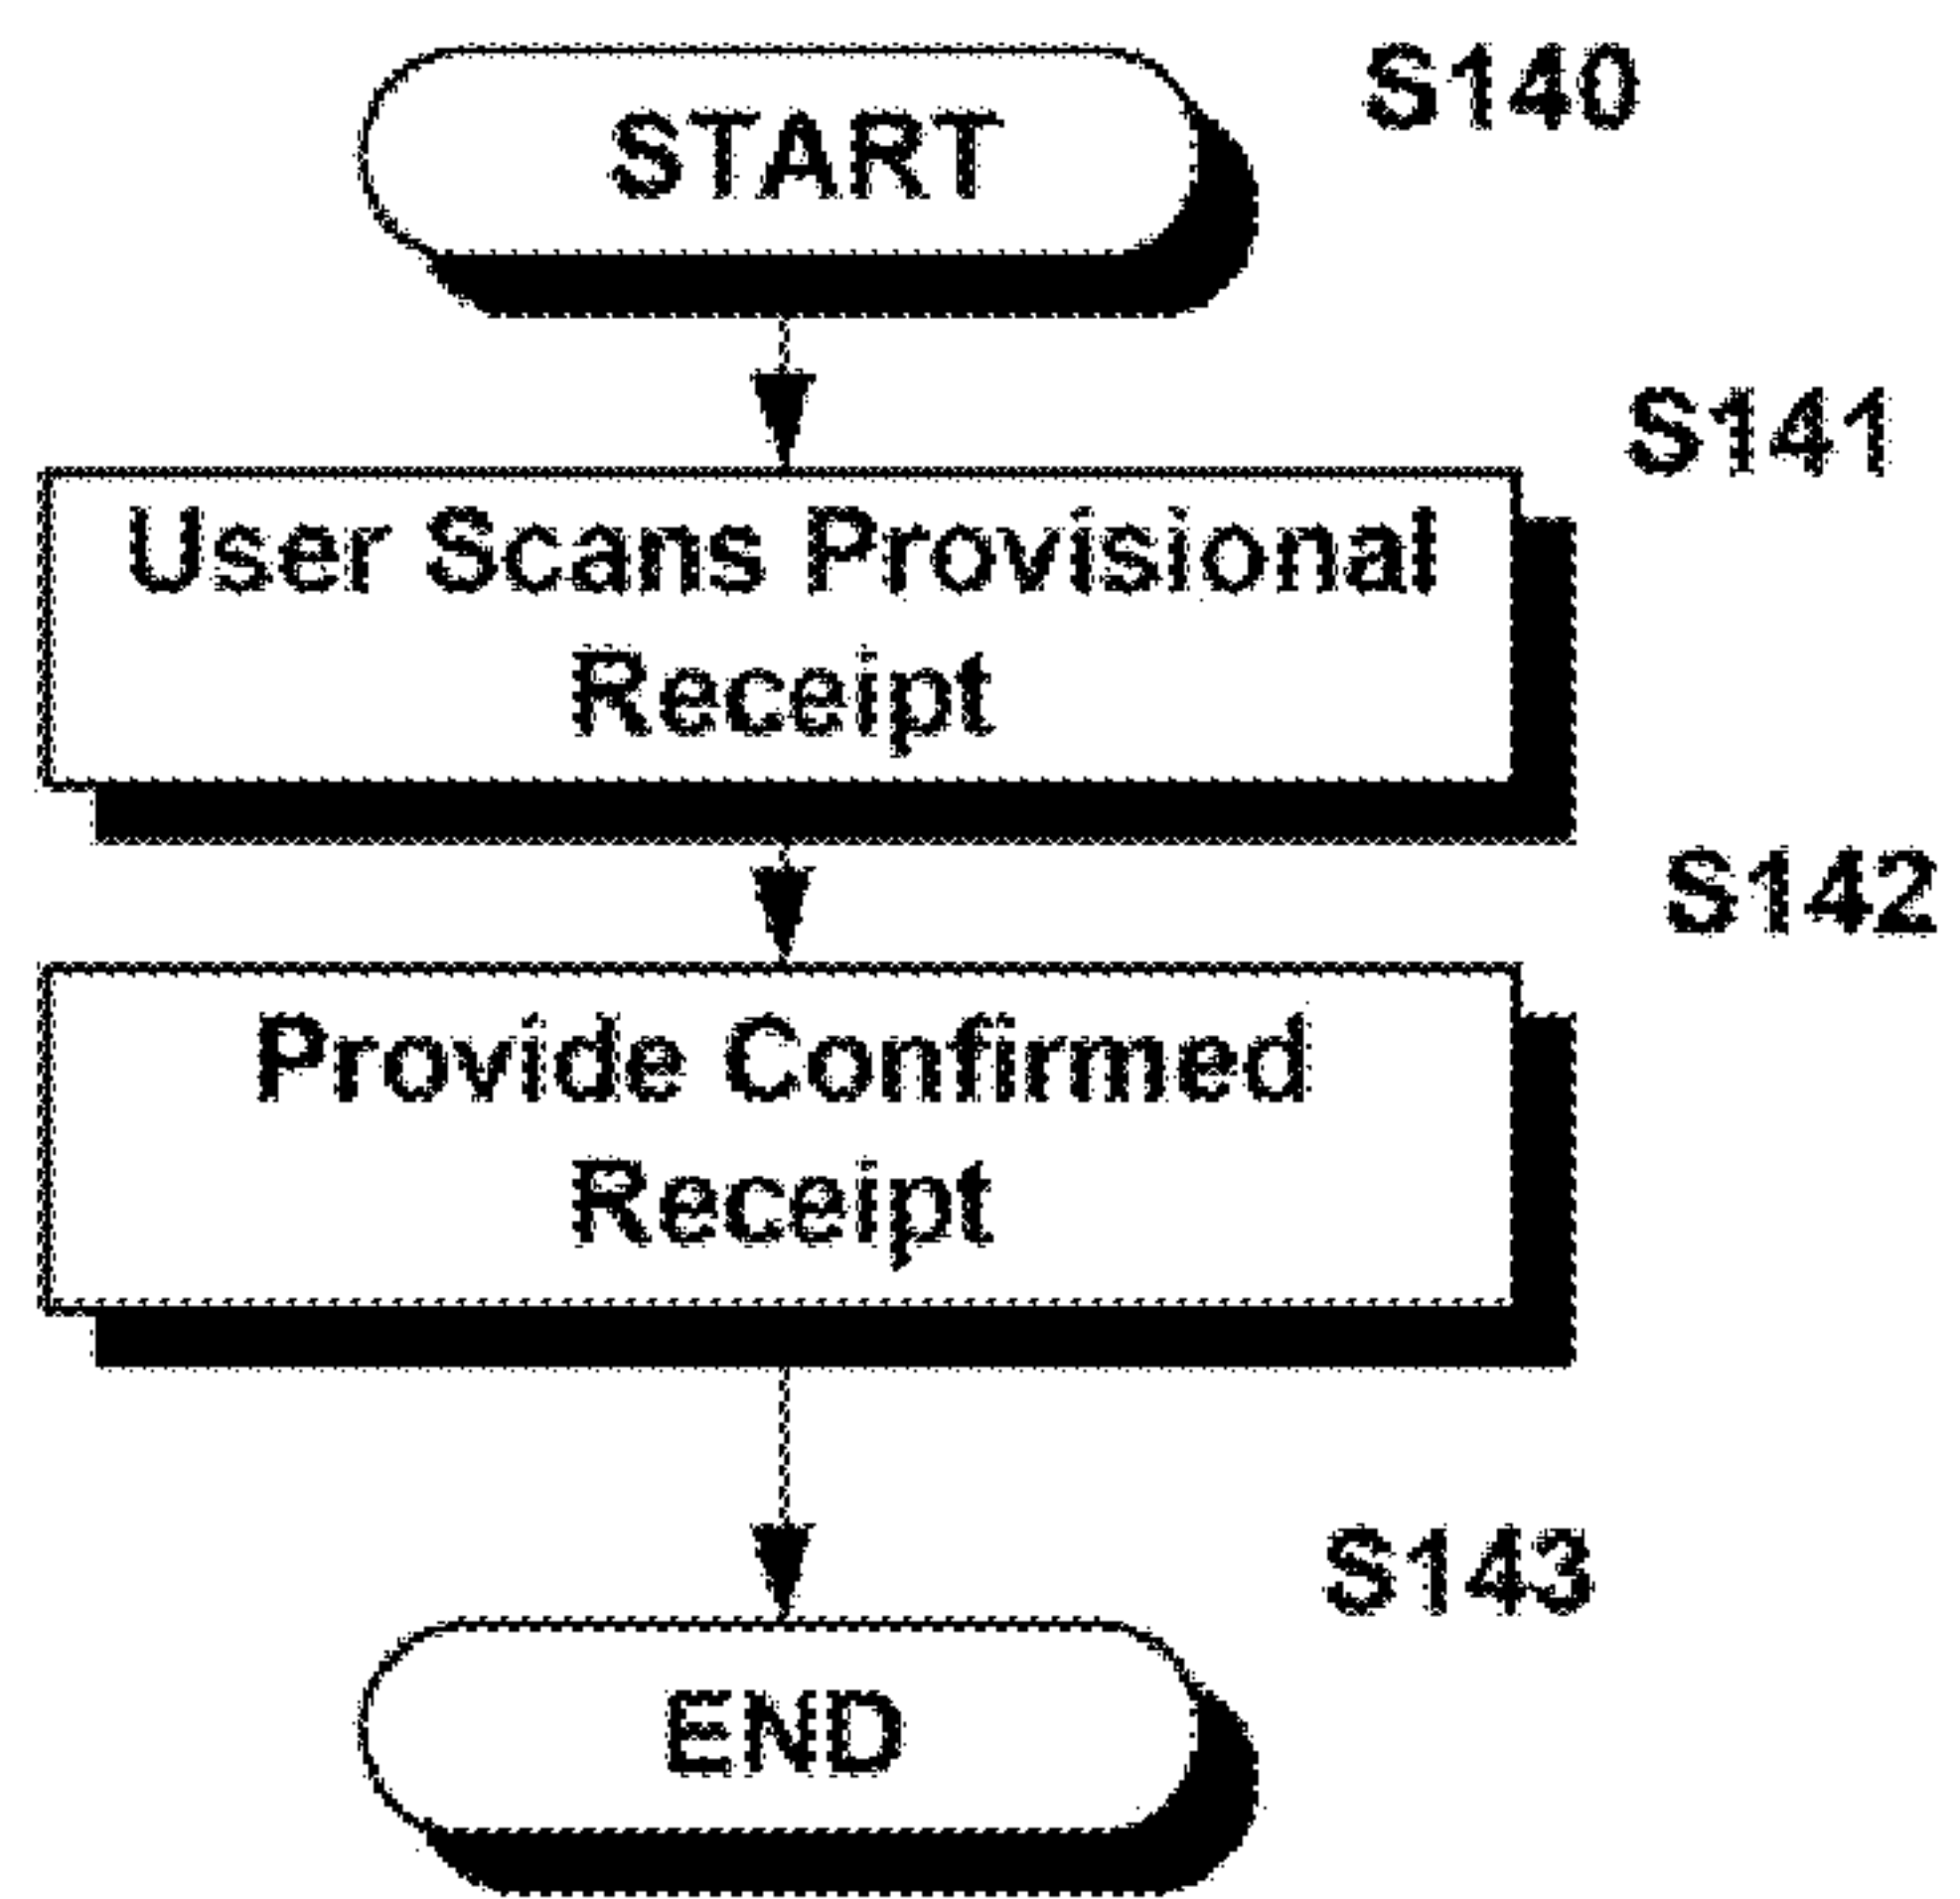 START
S140
S141
User Scans Provisional
Receipt
S142
Provide Confirmed
Receipt
S143
END